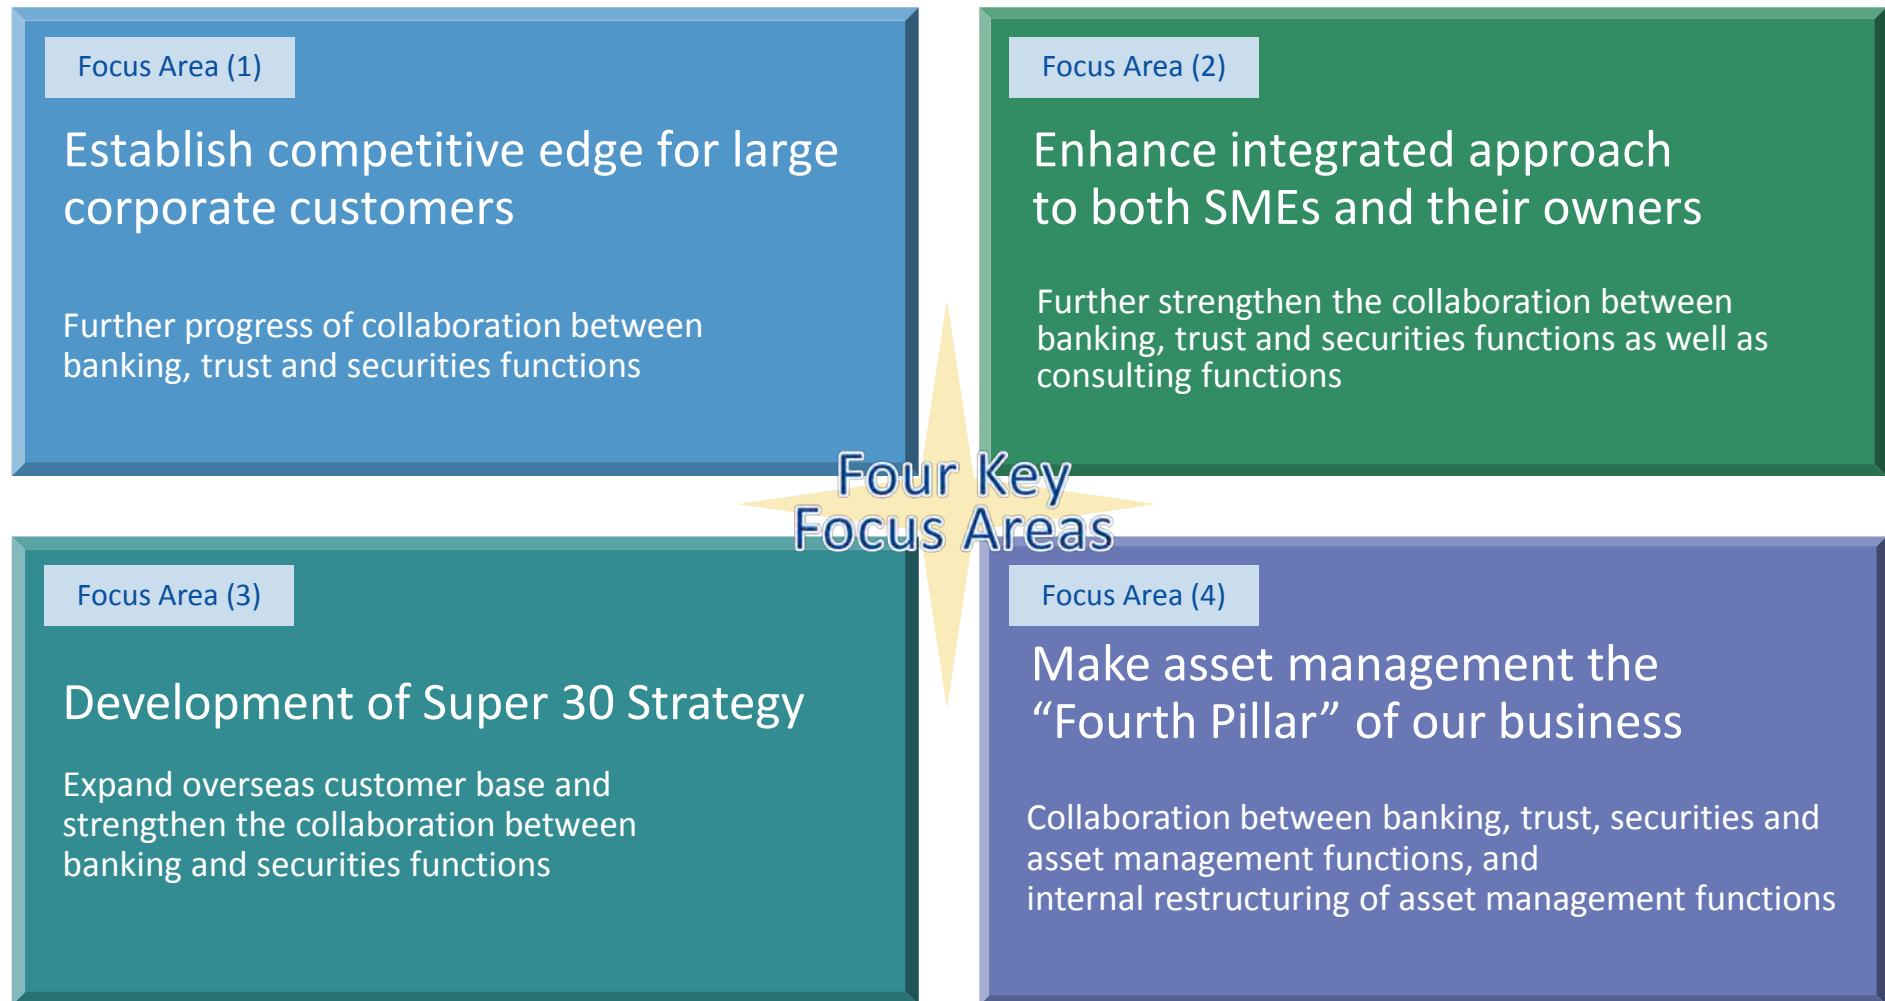 Focus Area (1)
Establish competitive edge for large
corporate customers
Further progress of collaboration between
banking, trust and securities functions
Focus Area (2)
Enhance integrated approach
to both SMEs and their owners
Further strengthen the collaboration between
banking, trust and securities functions as well as
consulting functions
Four Key
Focus Areas
Focus Area (3)
Development of Super 30 Strategy
Expand overseas customer base and
strengthen the collaboration between
banking and securities functions
Focus Area (4)
Make asset management the
“Fourth Pillar” of our business
Collaboration between banking, trust, securities and
asset management functions, and
internal restructuring of asset management functions